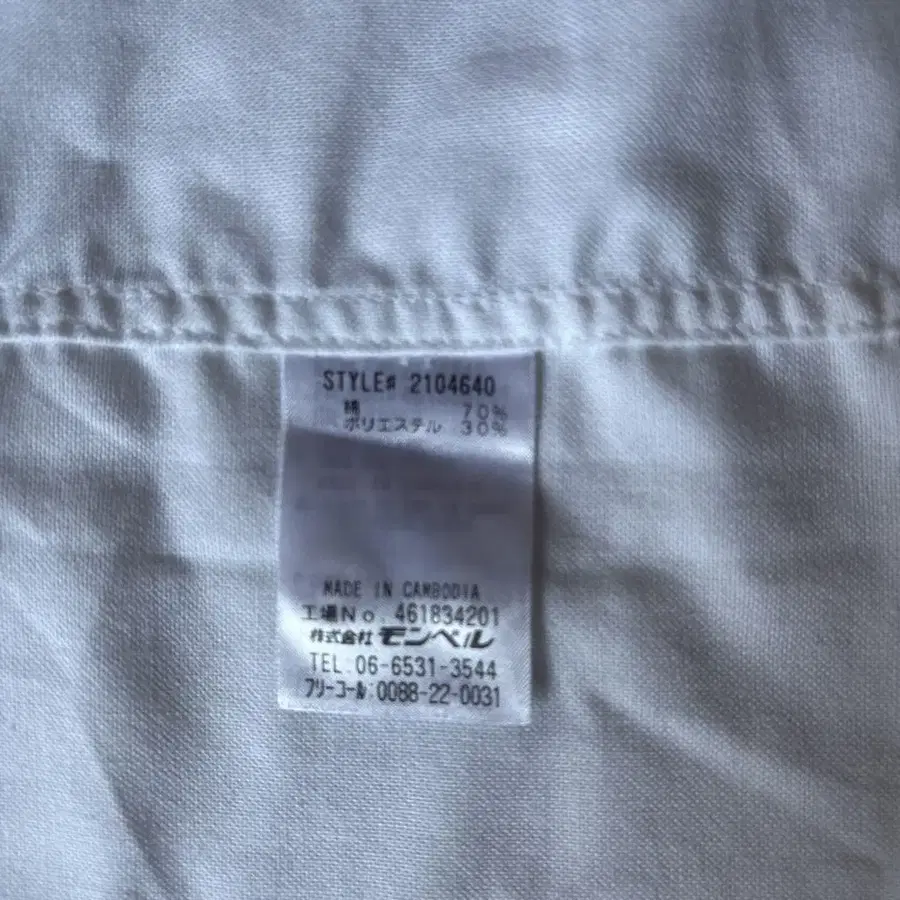 STYLE# 2104640
綿 70%
ポリエステル 30%
MADE IN CAMBODIA
工場No. 461834201
株式会社 モンベル
TEL:06-6531-3544
フリーコール:0088-22-0031